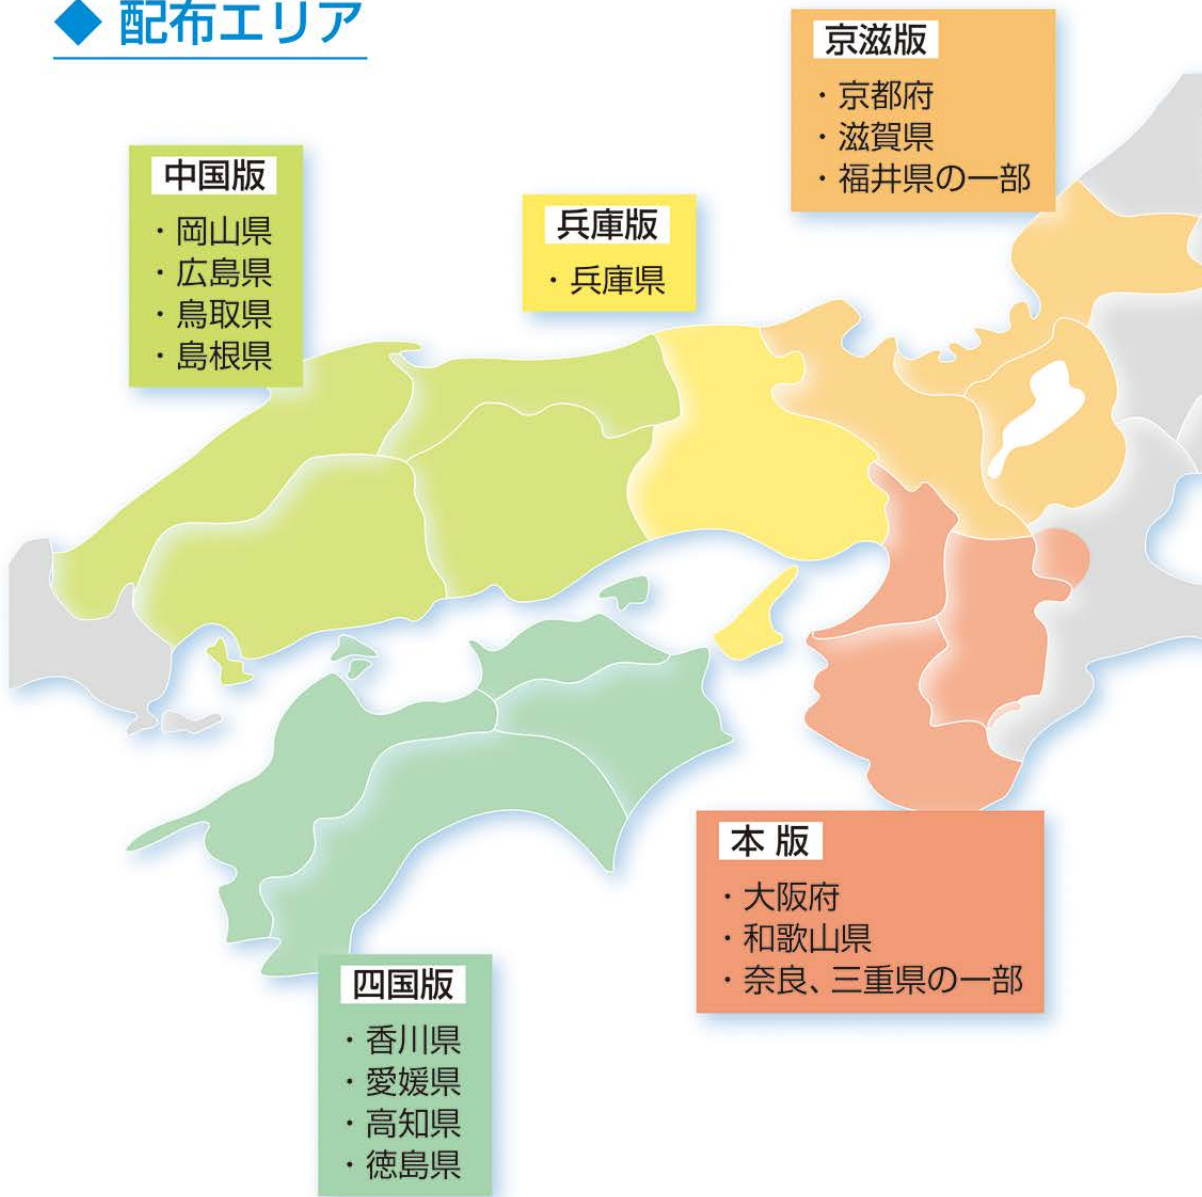 ◆ 配布エリア
京滋版
・京都府
・滋賀県
・福井県の一部
中国版
・岡山県
・広島県
・鳥取県
・島根県
兵庫版
・兵庫県
本 版
・大阪府
・和歌山県
・奈良、三重県の一部
四国版
・香川県
・愛媛県
・高知県
・徳島県